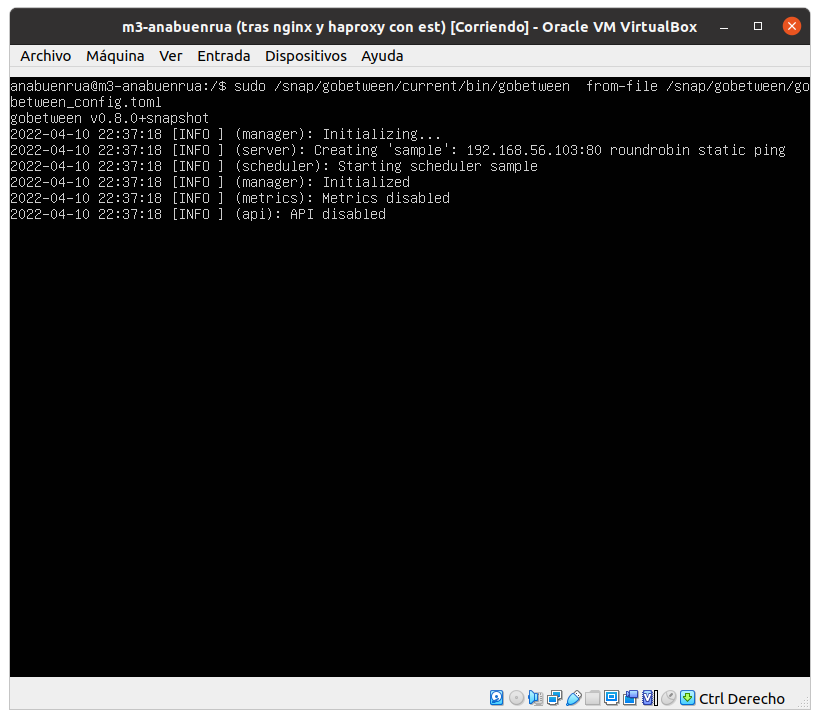 m3-anabuenrua (tras nginx y haproxy con est) [Corriendo] - Oracle VM VirtualBox
Archivo Máquina Ver Entrada Dispositivos Ayuda
anabuenrua@m3-anabuenrua:/$ sudo /snap/gobetween/current/bin/gobetween  from-file /snap/gobetween/go
between_config.toml
gobetween v0.8.0+snapshot
2022-04-10 22:37:18 [INFO ] (manager): Initializing...
2022-04-10 22:37:18 [INFO ] (server): Creating 'sample': 192.168.56.103:80 roundrobin static ping
2022-04-10 22:37:18 [INFO ] (scheduler): Starting scheduler sample
2022-04-10 22:37:18 [INFO ] (manager): Initialized
2022-04-10 22:37:18 [INFO ] (metrics): Metrics disabled
2022-04-10 22:37:18 [INFO ] (api): API disabled
Ctrl Derecho